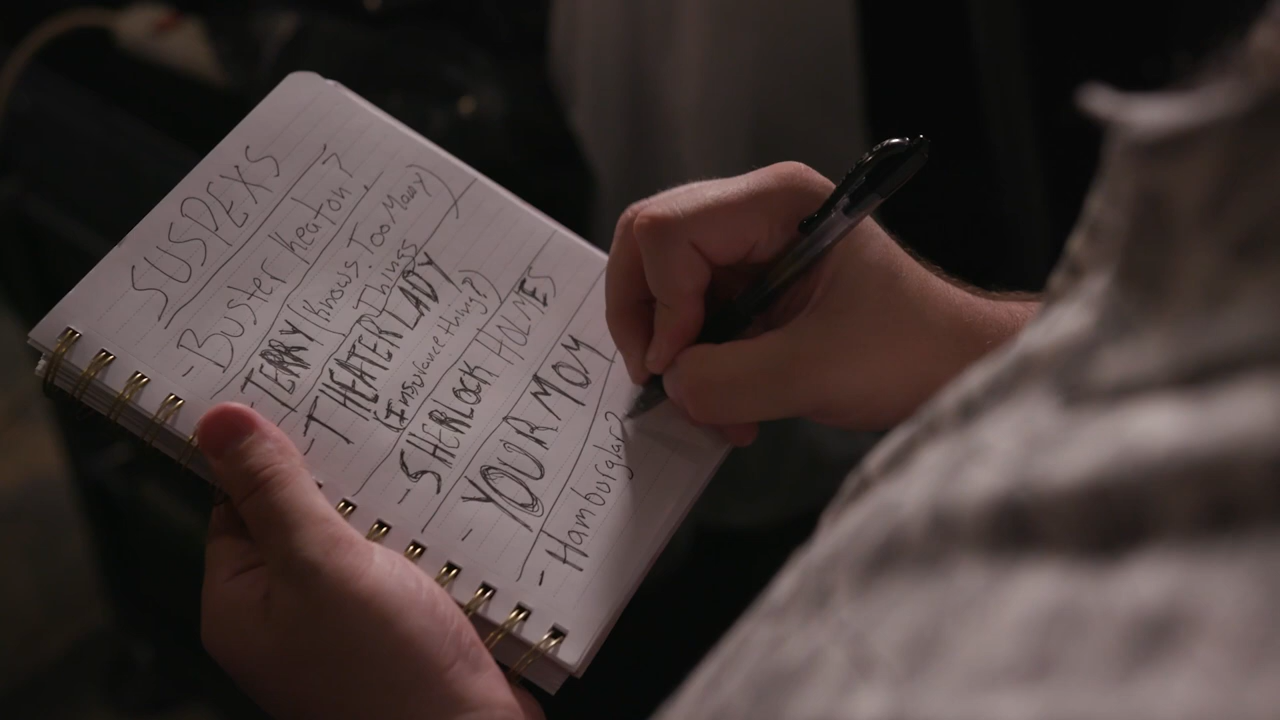 SUSPEXS
- Buster keaton?
- TERRY (Knows Too Many
Things)
- THEATER LADY
(Insurance thing?)
- SHERLOCK HOLMES
- YOUR MOM
- Hamburglar?